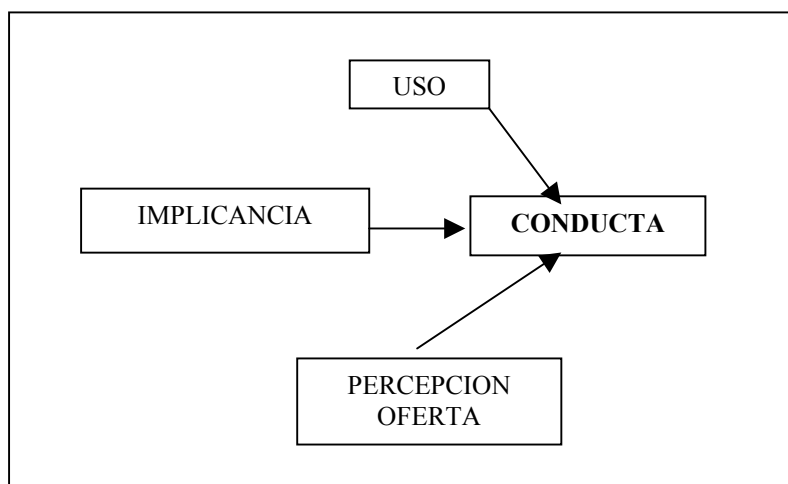 USO
IMPLICANCIA
CONDUCTA
PERCEPCION
OFERTA